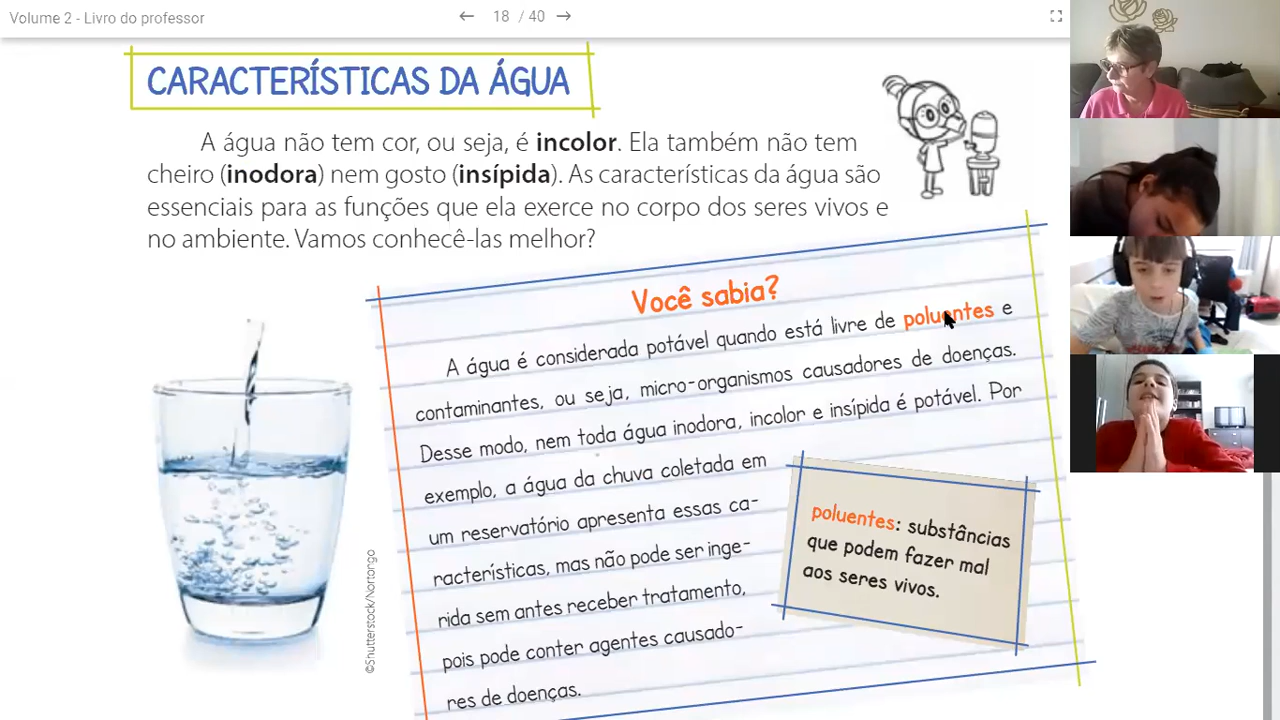 Volume 2 - Livro do professor
18 / 40
CARACTERÍSTICAS DA ÁGUA
A água não tem cor, ou seja, é incolor. Ela também não tem
cheiro (inodora) nem gosto (insípida). As características da água são
essenciais para as funções que ela exerce no corpo dos seres vivos e
no ambiente. Vamos conhecê-las melhor?
Você sabia?
A água é considerada potável quando está livre de poluentes e
contaminantes, ou seja, micro-organismos causadores de doenças.
Desse modo, nem toda água inodora, incolor e insípida é potável. Por
exemplo, a água da chuva coletada em
um reservatório apresenta essas ca-
racterísticas, mas não pode ser inge-
rida sem antes receber tratamento,
pois pode conter agentes causado-
res de doenças.
poluentes: substâncias
que podem fazer mal
aos seres vivos.
©Shutterstock/Nortongo